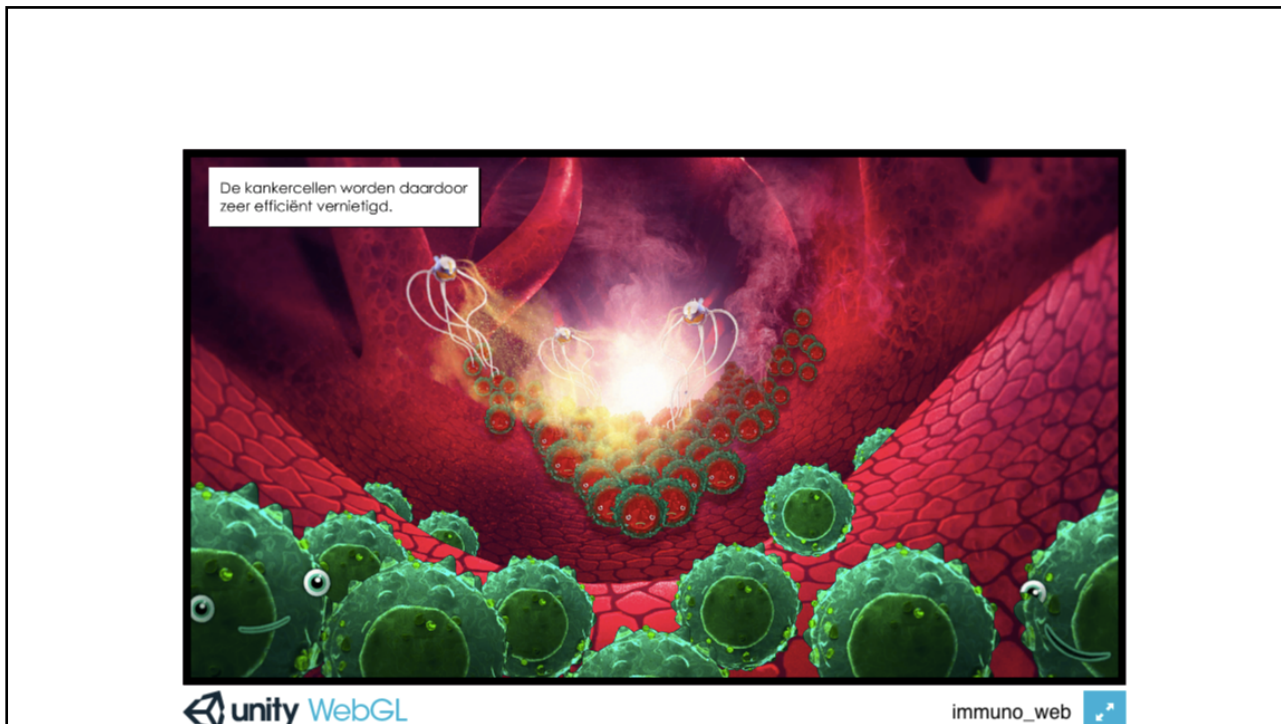 De kankercellen worden daardoor
zeer efficiënt vernietigd.
unity WebGL
immuno_web